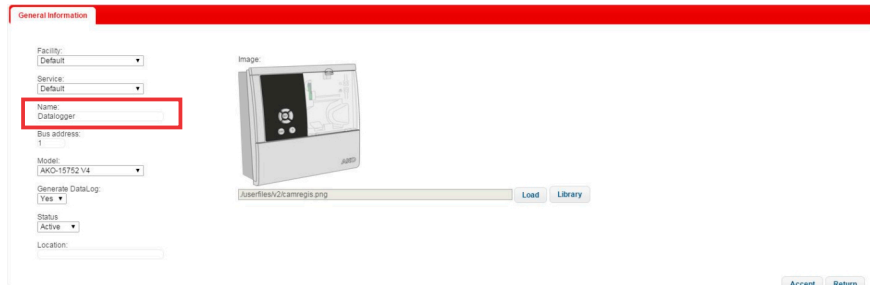 General Information
Facility:
Default
Service:
Default
Name:
Datalogger
Bus address:
1
Model:
AKO-15752 V4
Generate DataLog:
Yes
Status
Active
Location:
Image:
AKO
./userfiles/v2/camregis.png
Load
Library
Accept
Return